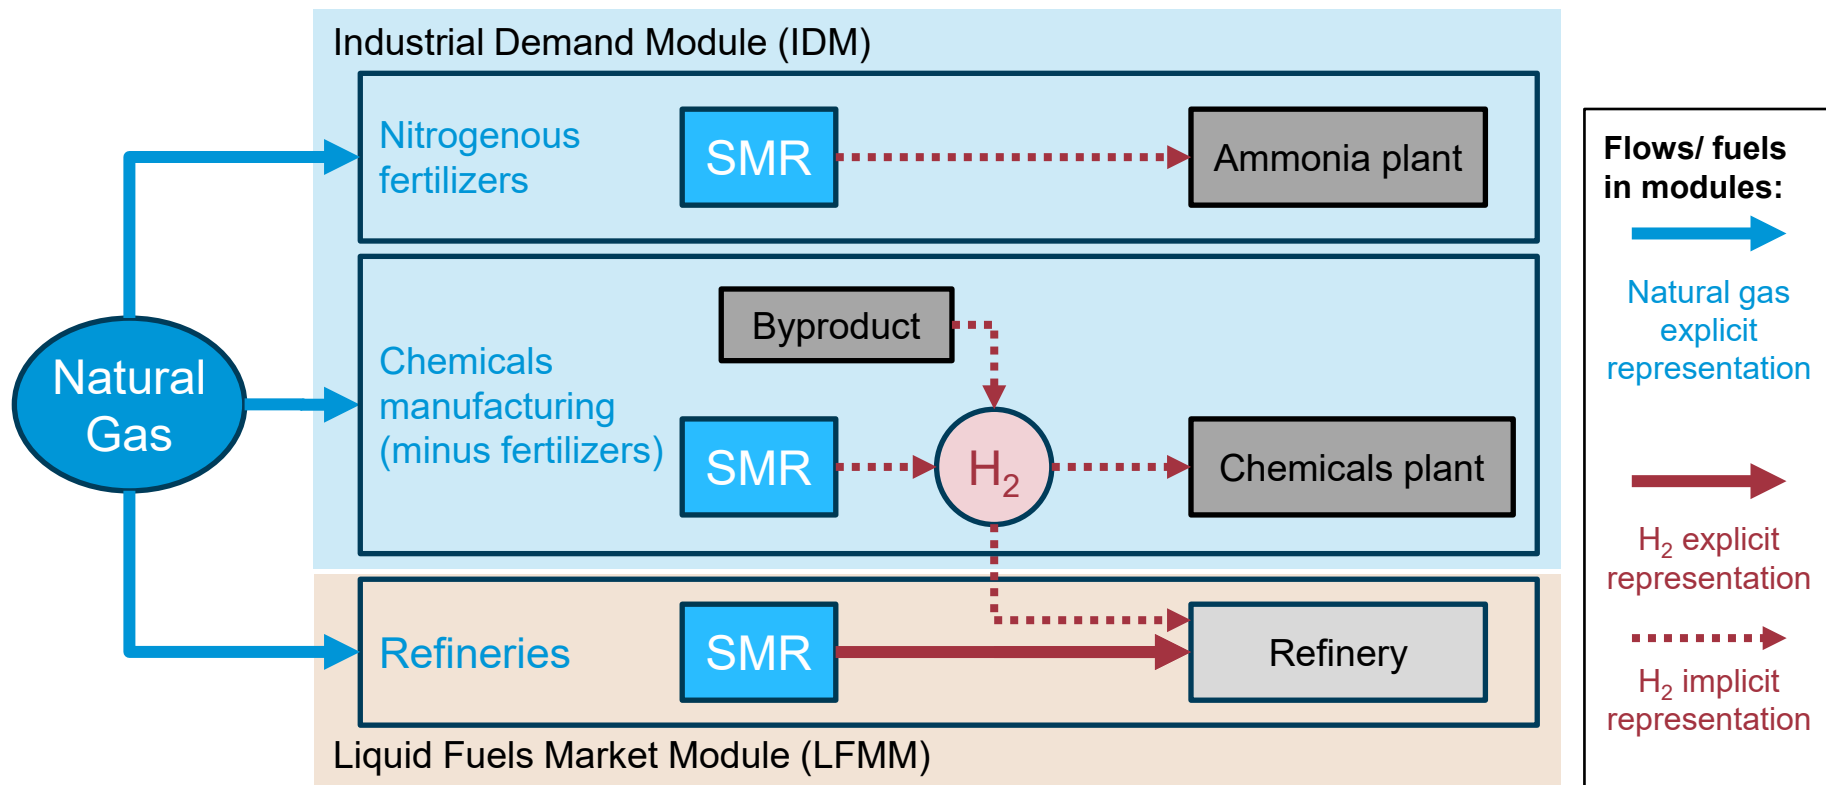 Industrial Demand Module (IDM)
Nitrogenous
fertilizers
SMR
Ammonia plant
Natural
Gas
Chemicals
manufacturing
(minus fertilizers)
Byproduct
SMR
H₂
Chemicals plant
Refineries
SMR
Refinery
Liquid Fuels Market Module (LFMM)
Flows/ fuels
in modules:
Natural gas
explicit
representation
H₂ explicit
representation
H₂ implicit
representation